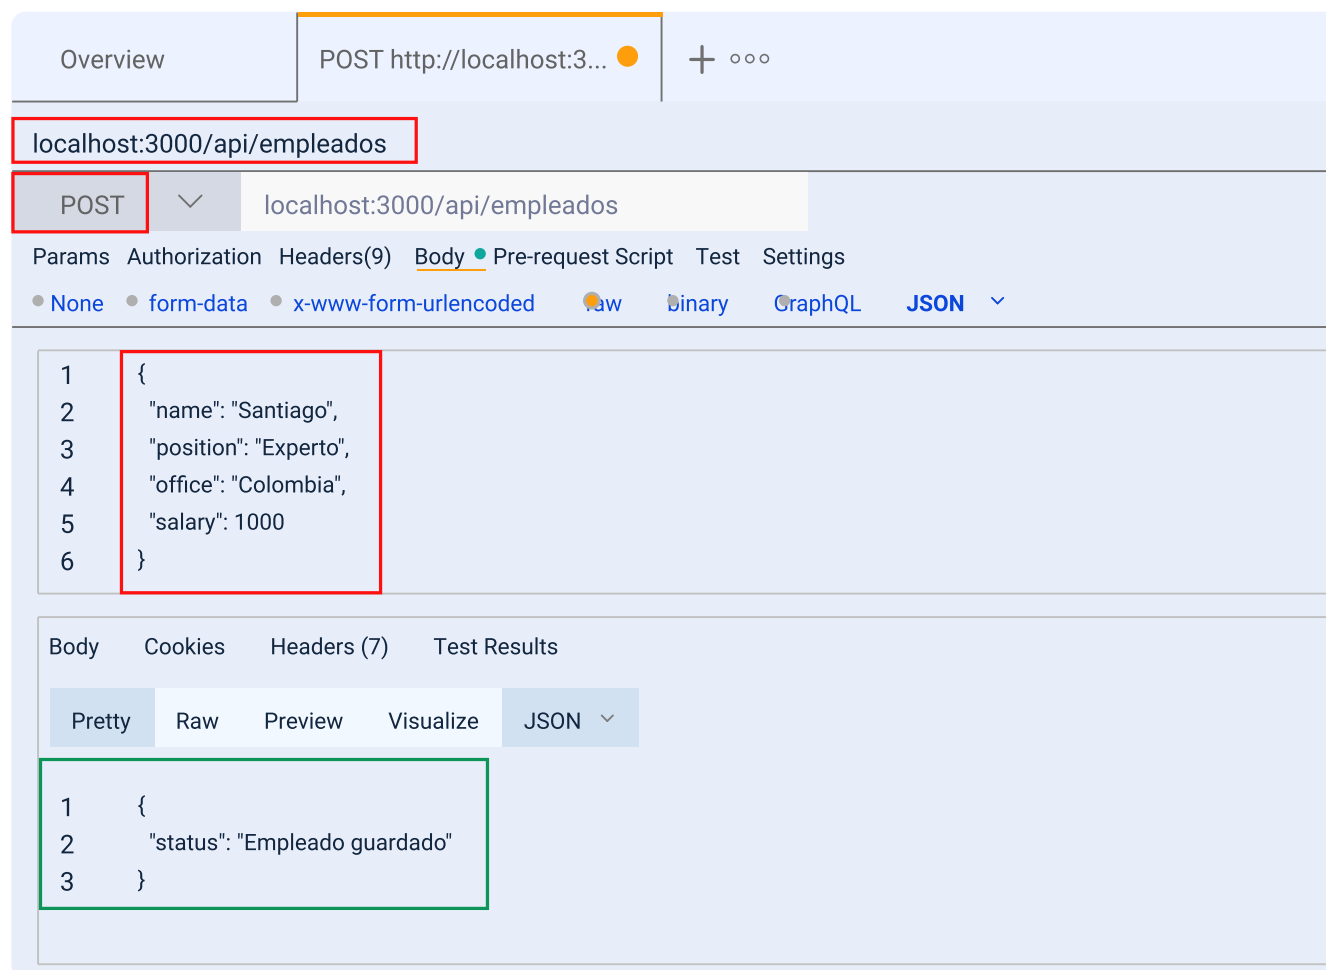 Overview POST http://localhost:3...
localhost:3000/api/empleados
POST localhost:3000/api/empleados
Params Authorization Headers(9) Body Pre-request Script Test Settings
None form-data x-www-form-urlencoded raw binary GraphQL JSON
1 {
2 "name": "Santiago",
3 "position": "Experto",
4 "office": "Colombia",
5 "salary": 1000
6 }
Body Cookies Headers (7) Test Results
Pretty Raw Preview Visualize JSON
1 {
2 "status": "Empleado guardado"
3 }